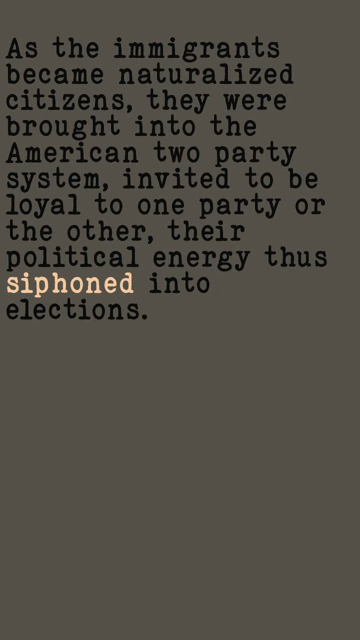 As the immigrants
became naturalized
citizens, they were
brought into the
American two party
system, invited to be
loyal to one party or
the other, their
political energy thus
siphoned into
elections.